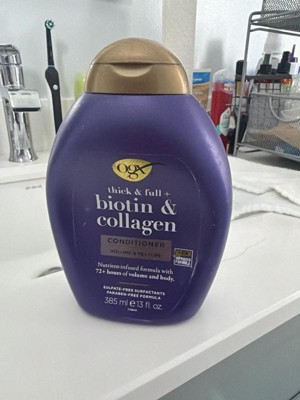 ogx
thick & full +
biotin &
collagen
CONDITIONER
VOLUME & TEXTURE
Nutrient-infused formula with
72+ hours of volume and body.
SULFATE-FREE SURFACTANTS
PARABEN-FREE FORMULA
385 ml e 13 fl. oz.